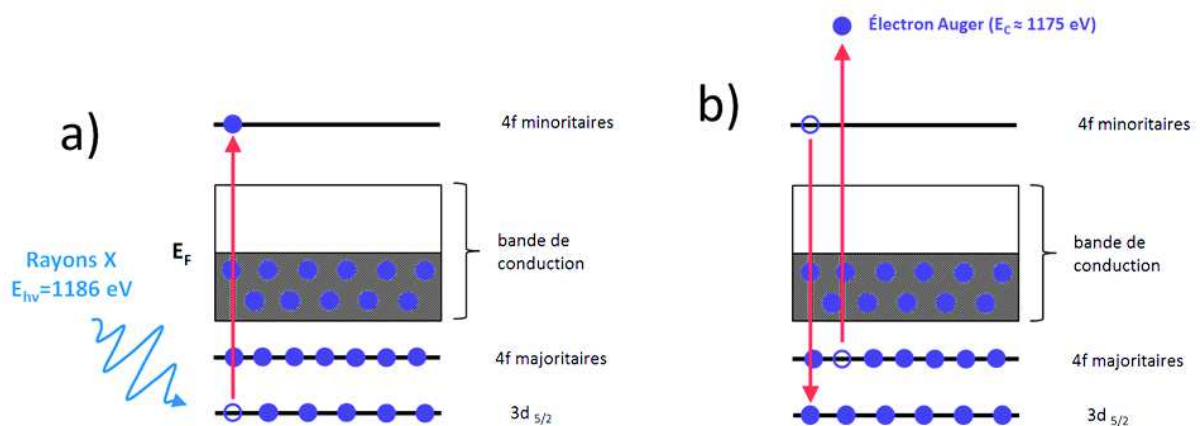 a)
4f minoritaires
E_F
bande de
conduction
Rayons X
E_hν=1186 eV
4f majoritaires
3d 5/2
b)
Électron Auger (E_C ≈ 1175 eV)
4f minoritaires
bande de
conduction
4f majoritaires
3d 5/2